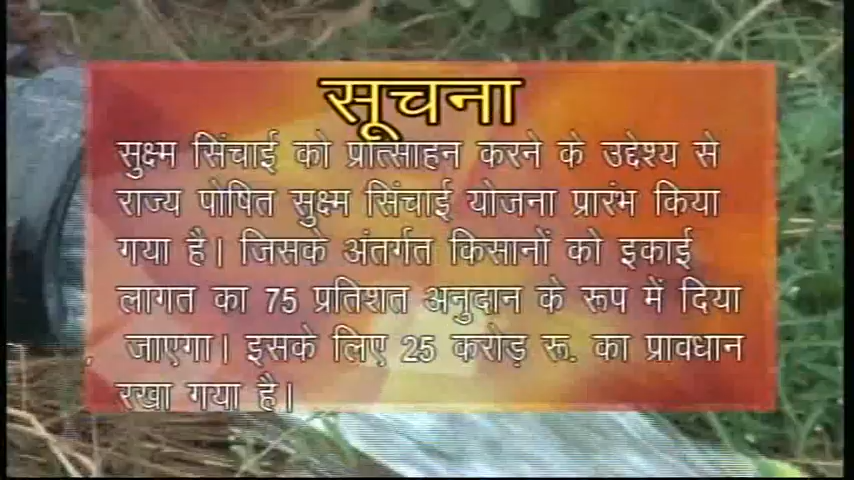 सूचना
सुक्ष्म सिंचाई को प्रोत्साहन करने के उद्देश्य से
राज्य पोषित सुक्ष्म सिंचाई योजना प्रारंभ किया
गया है। जिसके अंतर्गत किसानों को इकाई
लागत का 75 प्रतिशत अनुदान के रूप में दिया
जाएगा। इसके लिए 25 करोड़ रू. का प्रावधान
रखा गया है।